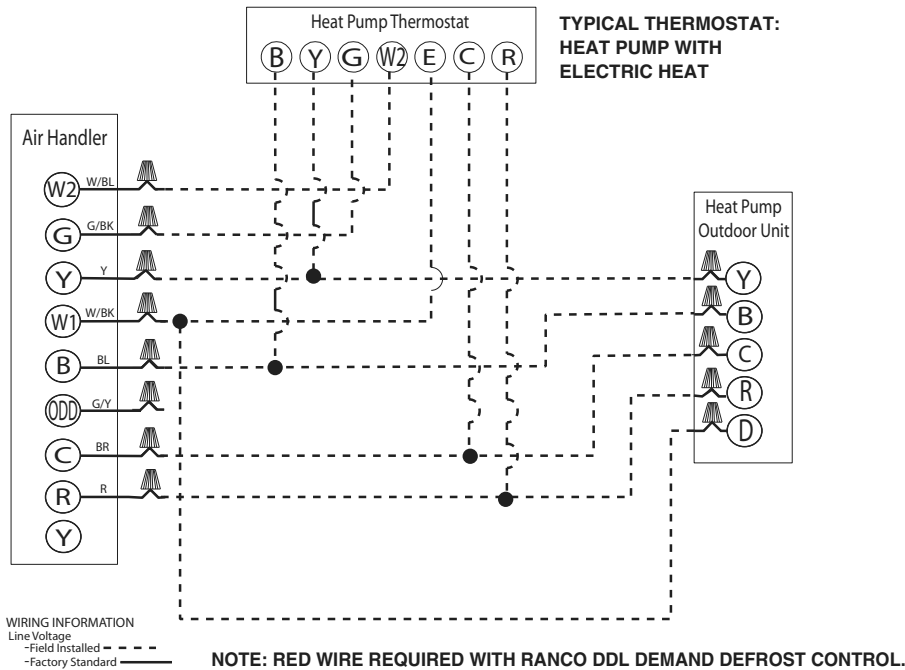 Heat Pump Thermostat
B Y G W2 E C R
TYPICAL THERMOSTAT:
HEAT PUMP WITH
ELECTRIC HEAT
Air Handler
W2 W/BL
G G/BK
Y Y
W1 W/BK
B BL
ODD G/Y
C BR
R R
Y
Heat Pump
Outdoor Unit
Y
B
C
R
D
WIRING INFORMATION
Line Voltage
-Field Installed
-Factory Standard
NOTE: RED WIRE REQUIRED WITH RANCO DDL DEMAND DEFROST CONTROL.